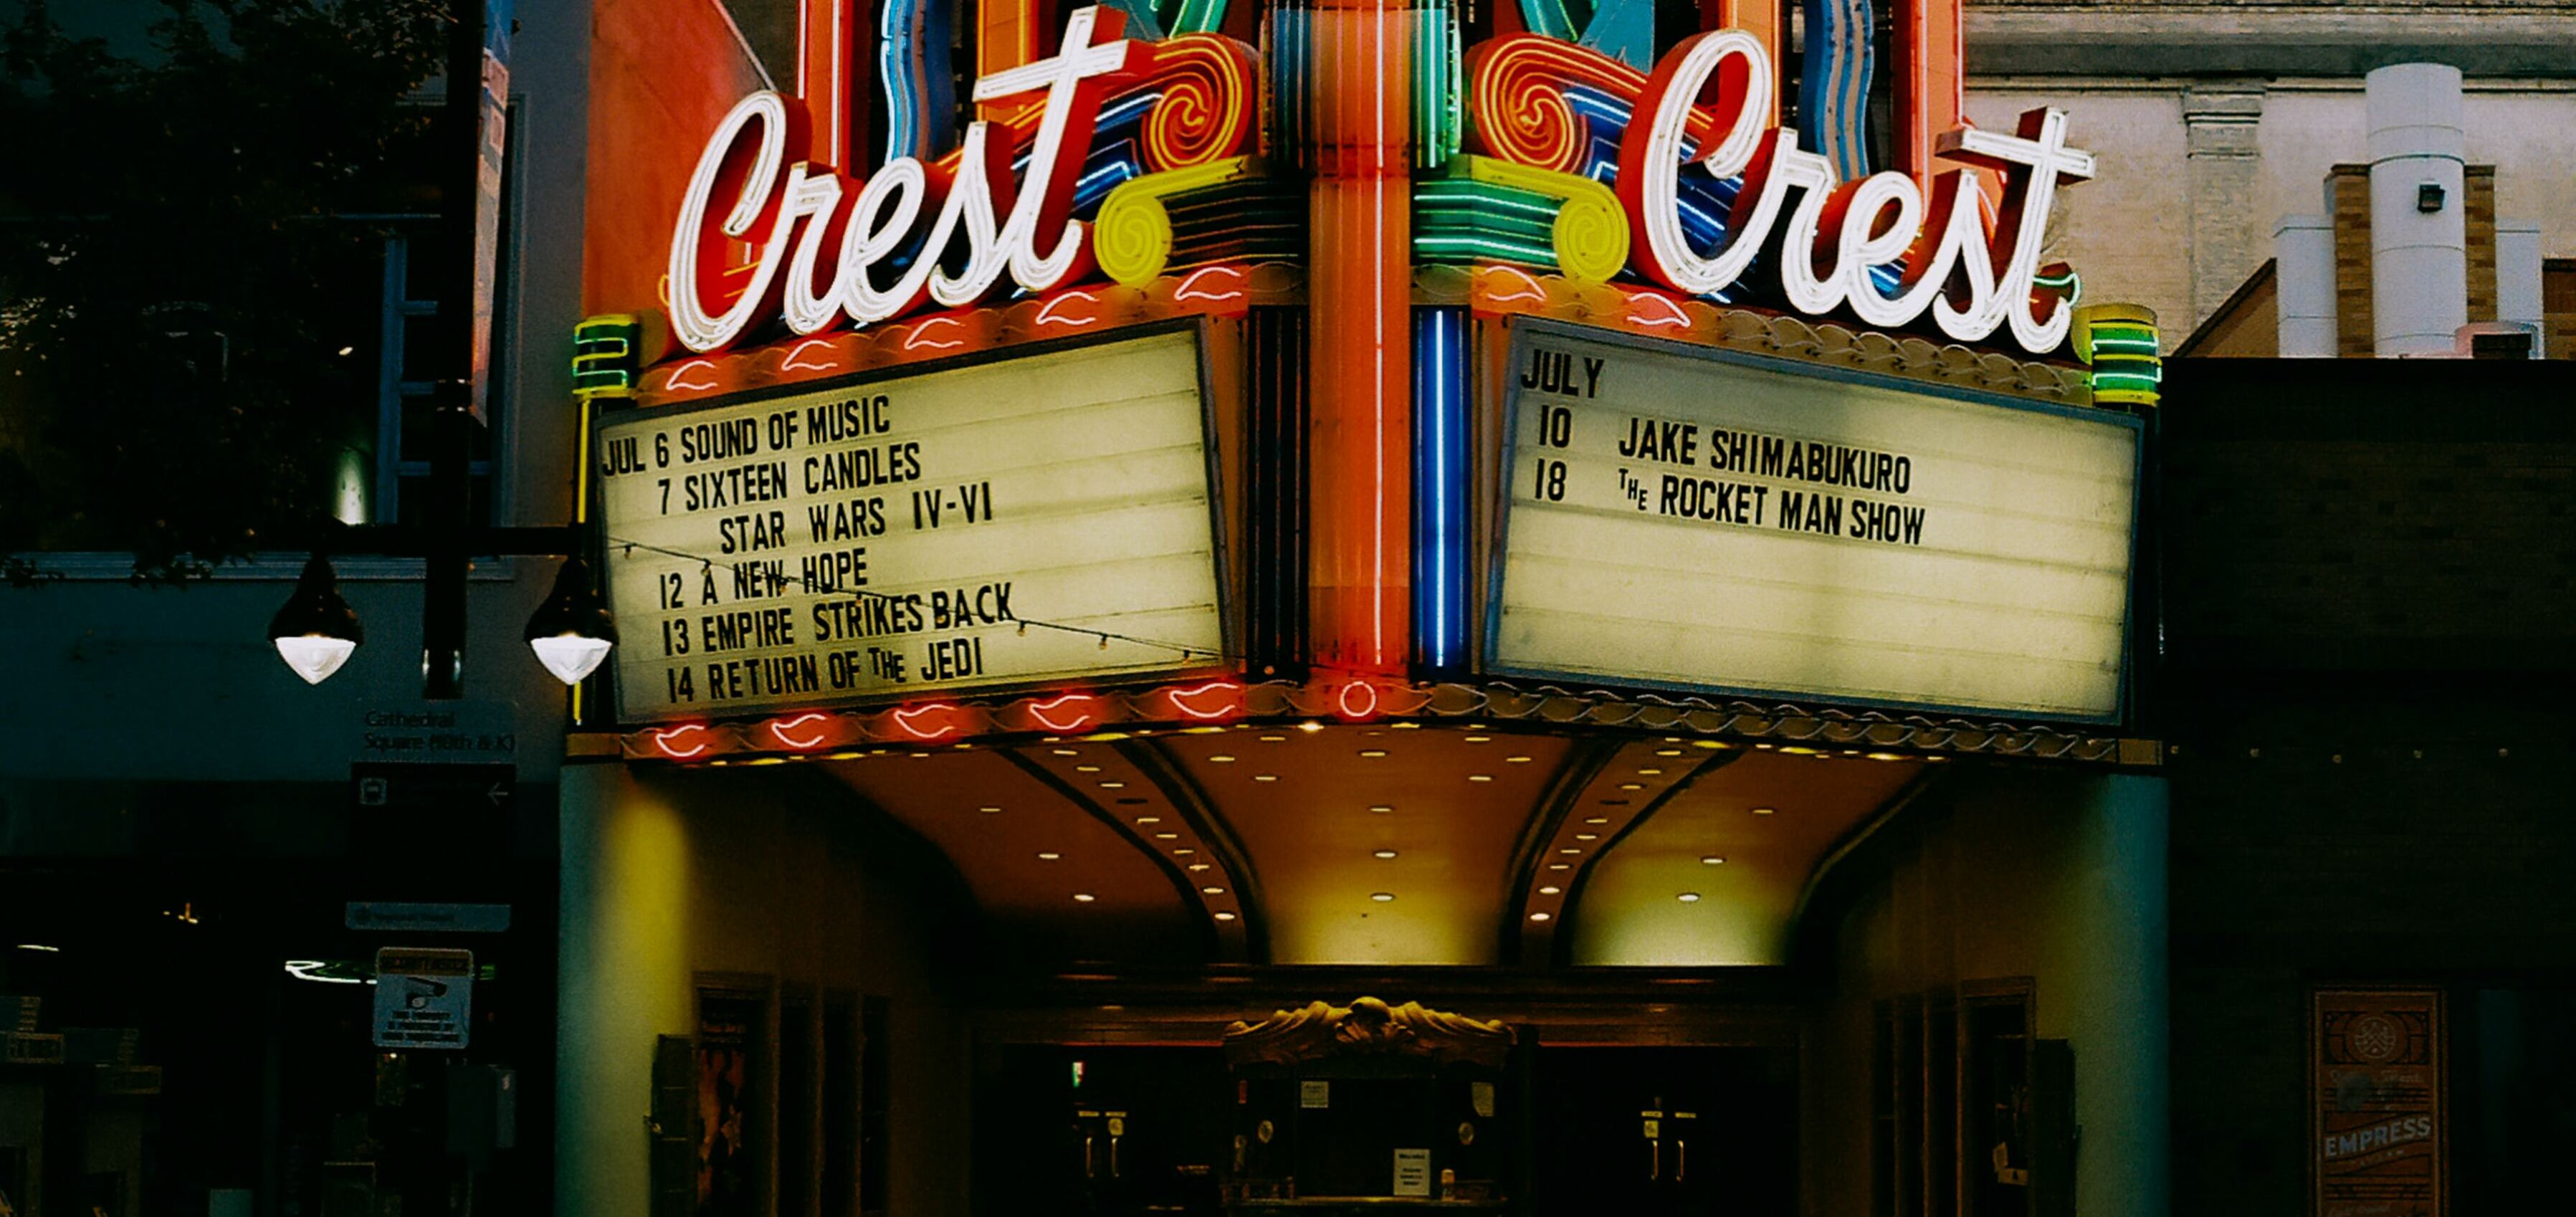 Crest
Crest
JUL 6 SOUND OF MUSIC
7 SIXTEEN CANDLES
STAR WARS IV-VI
12 A NEW HOPE
13 EMPIRE STRIKES BACK
14 RETURN OF THE JEDI
JULY
10 JAKE SHIMABUKURO
18 THE ROCKET MAN SHOW
Cathedral
Square (10th & K)
EMPRESS